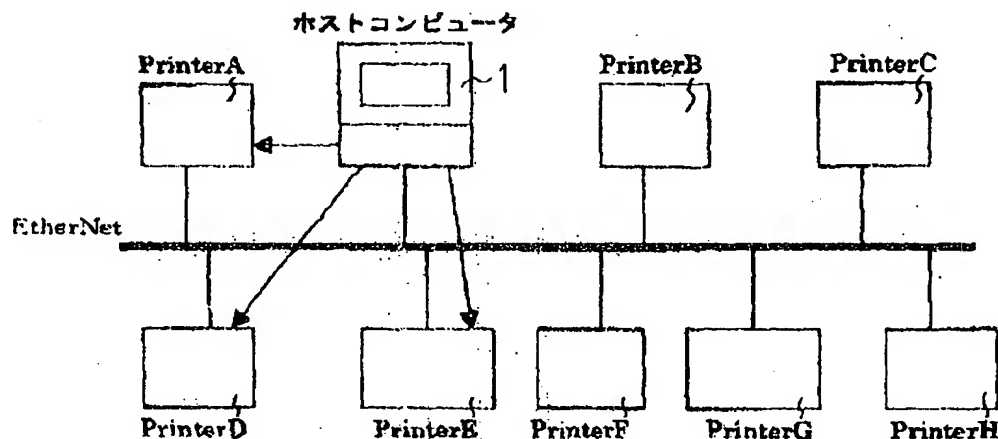 ホストコンピュータ
PrinterA
1
PrinterB
PrinterC
EtherNet
PrinterD
PrinterE
PrinterF
PrinterG
PrinterH